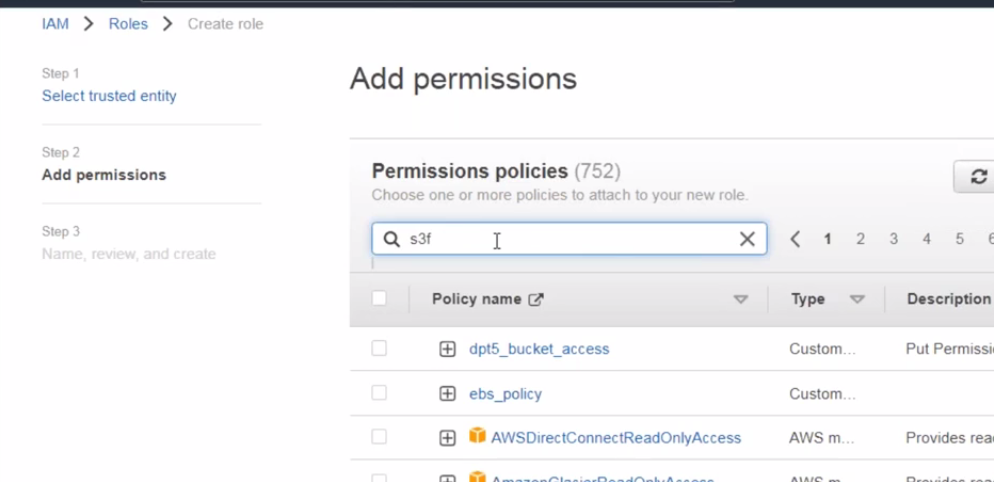 IAM > Roles > Create role
Step 1
Select trusted entity
Step 2
Add permissions
Step 3
Name, review, and create
Add permissions
Permissions policies (752)
Choose one or more policies to attach to your new role.
s3f
1 2 3 4 5 6
Policy name Type Description
dpt5_bucket_access Custom... Put Permissi
ebs_policy Custom...
AWSDirectConnectReadOnlyAccess AWS m... Provides rea
AmazonGlacierReadOnlyAccess AWS m... Provides rea